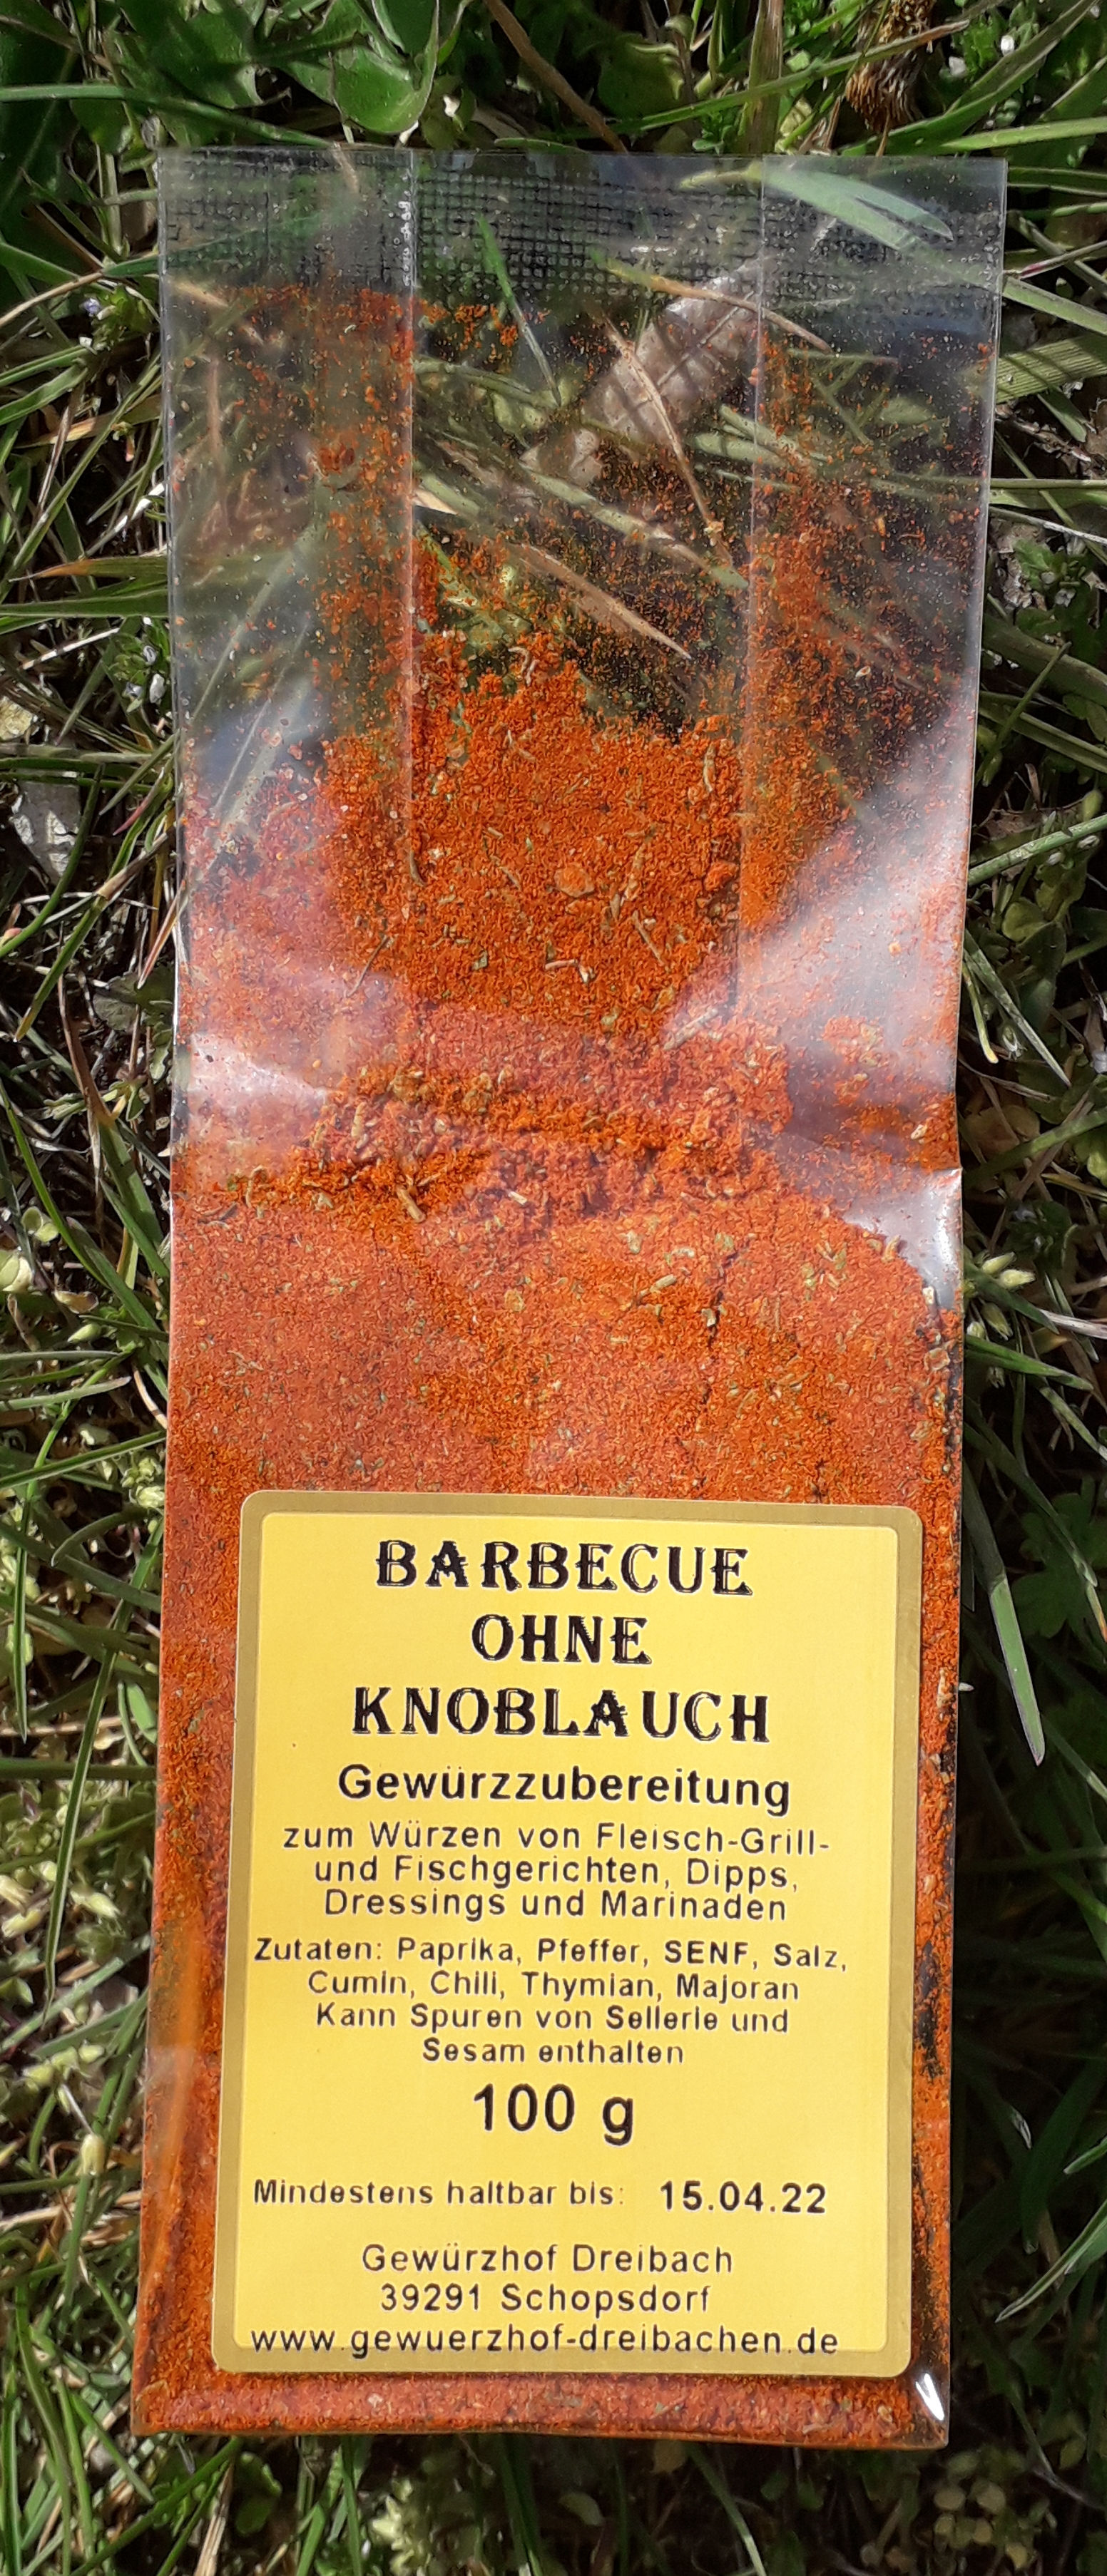 BARBECUE
OHNE
KNOBLAUCH
Gewürzzubereitung
zum Würzen von Fleisch-Grill-
und Fischgerichten, Dipps,
Dressings und Marinaden
Zutaten: Paprika, Pfeffer, SENF, Salz,
Cumin, Chili, Thymian, Majoran
Kann Spuren von Sellerie und
Sesam enthalten
100 g
Mindestens haltbar bis: 15.04.22
Gewürzhof Dreibach
39291 Schopsdorf
www.gewuerzhof-dreibachen.de